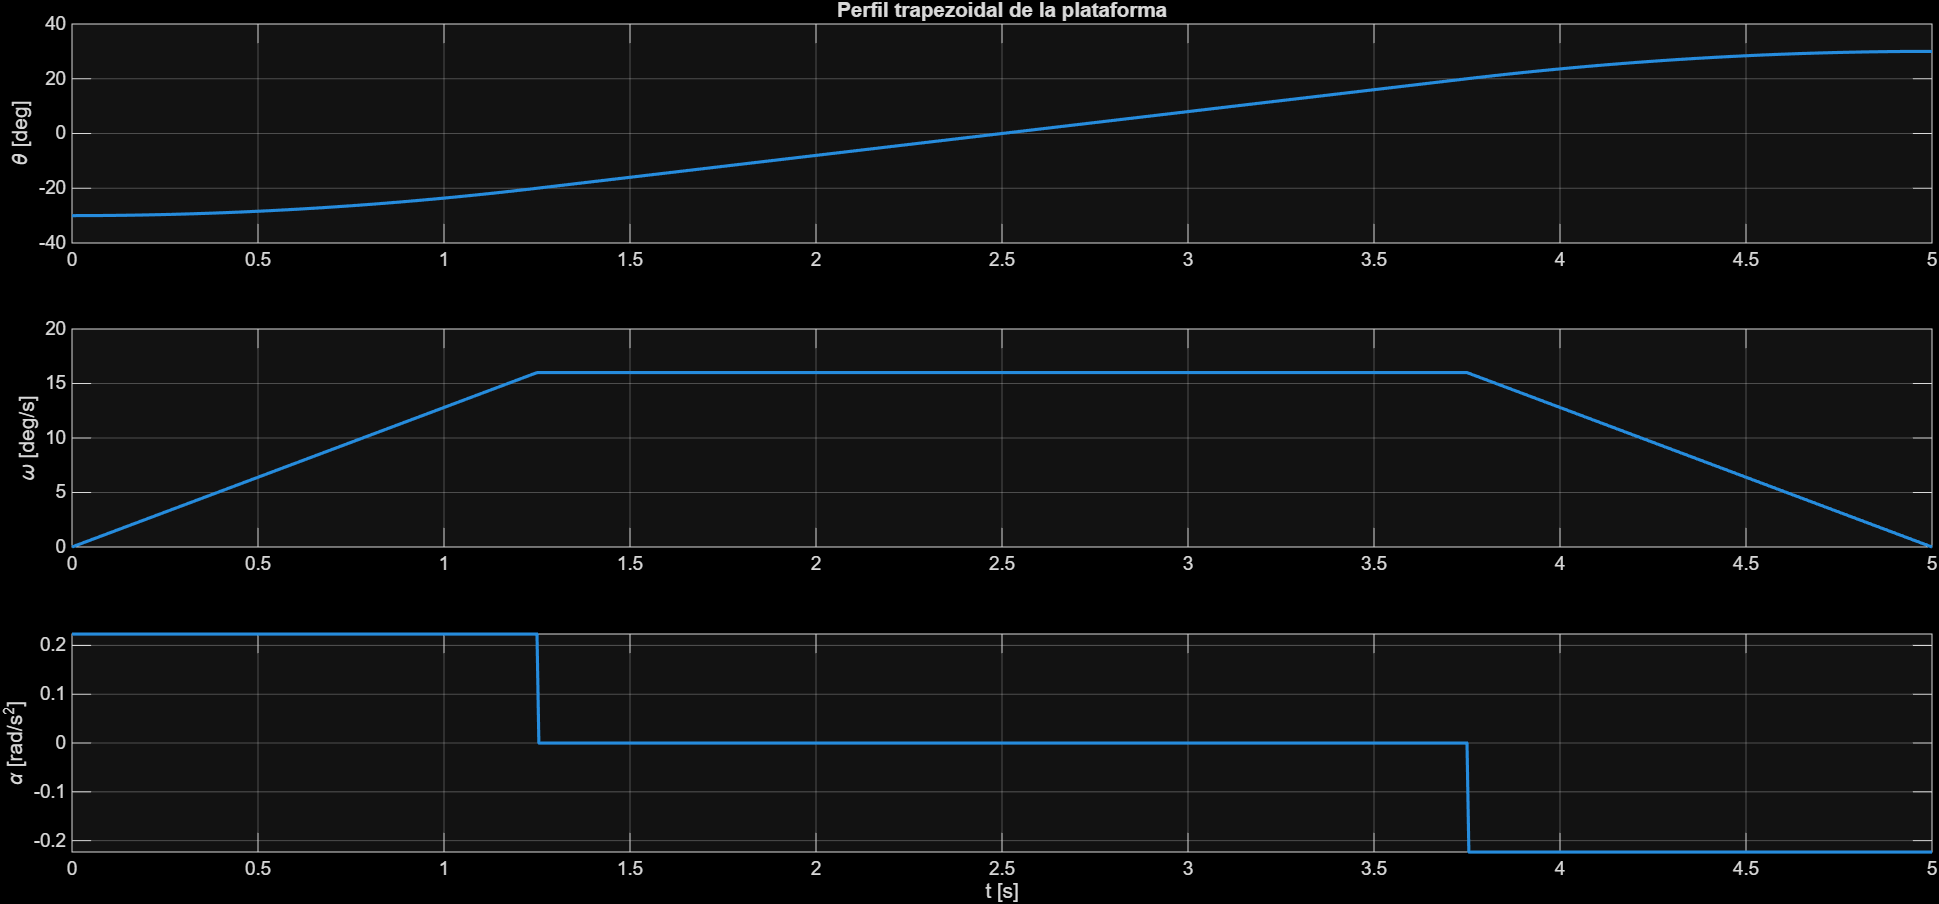 Perfil trapezoidal de la plataforma
θ [deg]
40
20
0
-20
-40
0 0.5 1 1.5 2 2.5 3 3.5 4 4.5 5
ω [deg/s]
20
15
10
5
0
0 0.5 1 1.5 2 2.5 3 3.5 4 4.5 5
α [rad/s²]
0.2
0.1
0
-0.1
-0.2
0 0.5 1 1.5 2 2.5 3 3.5 4 4.5 5
t [s]